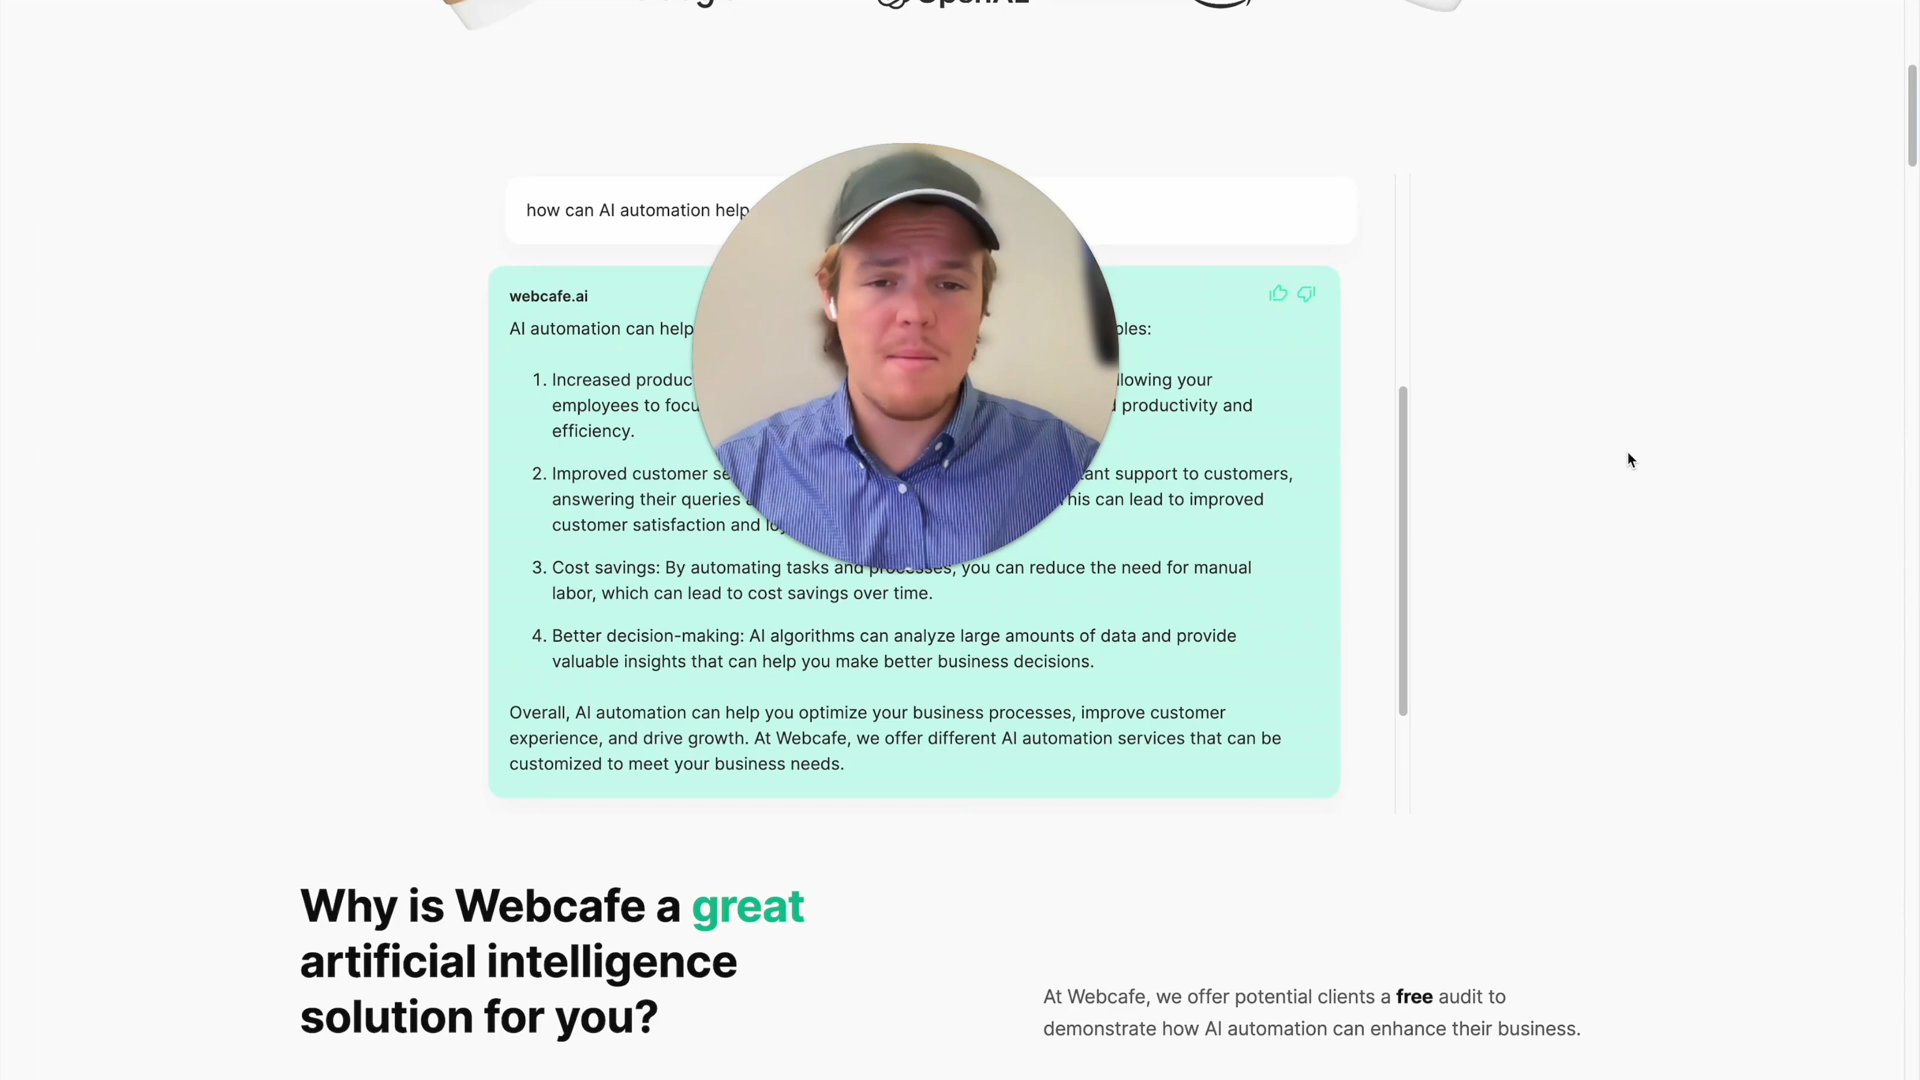 OpenAI
how can AI automation help
webcafe.ai
AI automation can help
1. Increased allowing your
employees to productivity and
efficiency.
2. Improved customer support to customers,
answering their queries This can lead to improved
customer satisfaction and
3. Cost savings: By automating tasks and processes, you can reduce the need for manual
labor, which can lead to cost savings over time.
4. Better decision-making: AI algorithms can analyze large amounts of data and provide
valuable insights that can help you make better business decisions.
Overall, AI automation can help you optimize your business processes, improve customer
experience, and drive growth. At Webcafe, we offer different AI automation services that can be
customized to meet your business needs.
Why is Webcafe a great
artificial intelligence
solution for you?
At Webcafe, we offer potential clients a free audit to
demonstrate how AI automation can enhance their business.